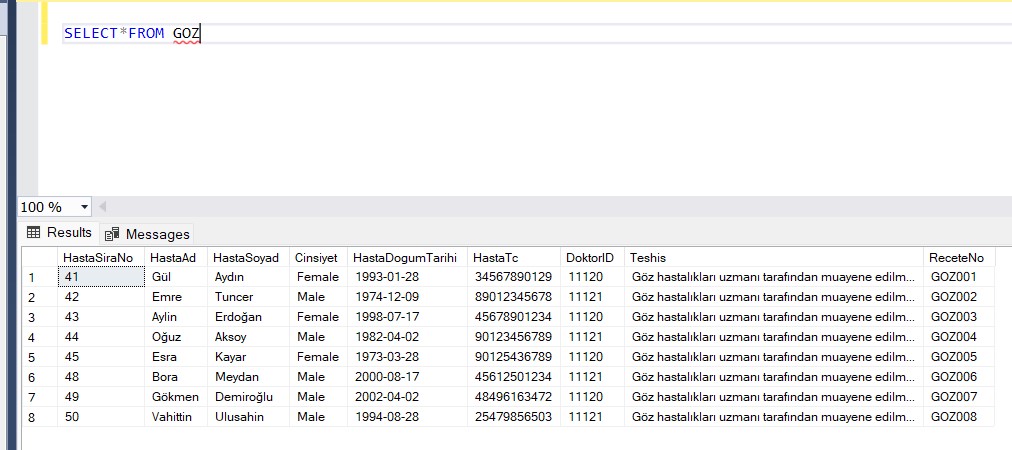 SELECT*FROM GOZ
100 %
Results Messages
HastaSiraNo HastaAd HastaSoyad Cinsiyet HastaDogumTarihi HastaTc DoktorID Teshis ReceteNo
1 41 Gül Aydın Female 1993-01-28 34567890129 11120 Göz hastalıkları uzmanı tarafından muayene edilm... GOZ001
2 42 Emre Tuncer Male 1974-12-09 89012345678 11121 Göz hastalıkları uzmanı tarafından muayene edilm... GOZ002
3 43 Aylin Erdoğan Female 1998-07-17 45678901234 11120 Göz hastalıkları uzmanı tarafından muayene edilm... GOZ003
4 44 Oğuz Aksoy Male 1982-04-02 90123456789 11121 Göz hastalıkları uzmanı tarafından muayene edilm... GOZ004
5 45 Esra Kayar Female 1973-03-28 90125436789 11120 Göz hastalıkları uzmanı tarafından muayene edilm... GOZ005
6 48 Bora Meydan Male 2000-08-17 45612501234 11121 Göz hastalıkları uzmanı tarafından muayene edilm... GOZ006
7 49 Gökmen Demiroğlu Male 2002-04-02 48496163472 11120 Göz hastalıkları uzmanı tarafından muayene edilm... GOZ007
8 50 Vahittin Ulusahin Male 1994-08-28 25479856503 11121 Göz hastalıkları uzmanı tarafından muayene edilm... GOZ008